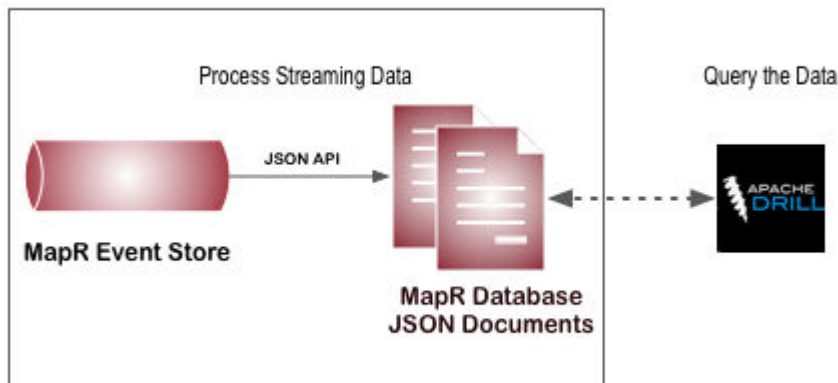 Process Streaming Data
Query the Data
JSON API
APACHE
DRILL
MapR Event Store
MapR Database
JSON Documents